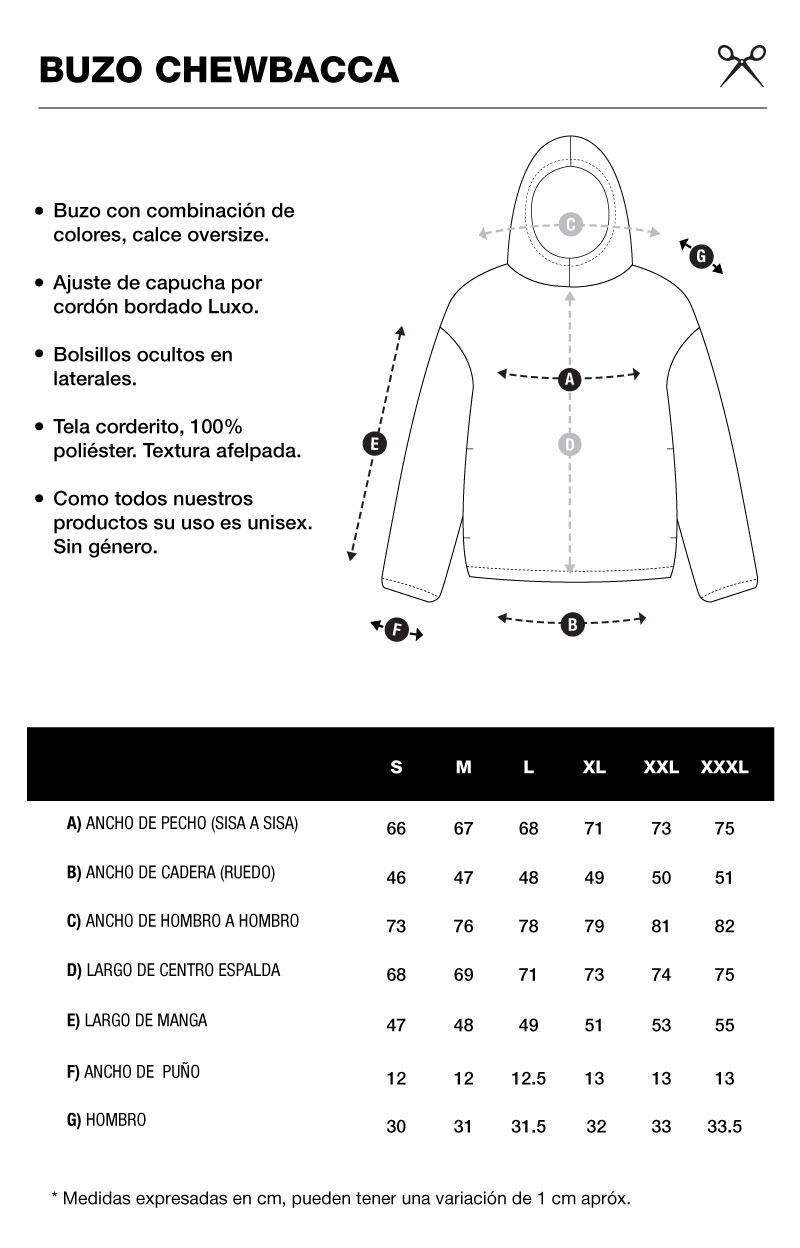 BUZO CHEWBACCA
• Buzo con combinación de
colores, calce oversize.
• Ajuste de capucha por
cordón bordado Luxo.
• Bolsillos ocultos en
laterales.
• Tela corderito, 100%
poliéster. Textura afelpada.
• Como todos nuestros
productos su uso es unisex.
Sin género.
C
G
A
E
D
F
B
S M L XL XXL XXXL
A) ANCHO DE PECHO (SISA A SISA) 66 67 68 71 73 75
B) ANCHO DE CADERA (RUEDO) 46 47 48 49 50 51
C) ANCHO DE HOMBRO A HOMBRO 73 76 78 79 81 82
D) LARGO DE CENTRO ESPALDA 68 69 71 73 74 75
E) LARGO DE MANGA 47 48 49 51 53 55
F) ANCHO DE PUÑO 12 12 12.5 13 13 13
G) HOMBRO 30 31 31.5 32 33 33.5
* Medidas expresadas en cm, pueden tener una variación de 1 cm apróx.